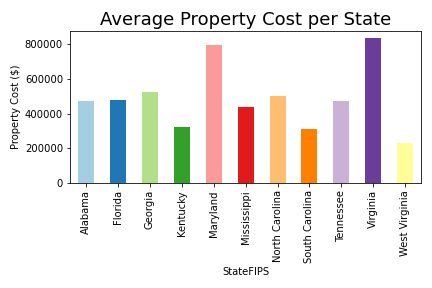 Average Property Cost per State
Property Cost ($)
800000
600000
400000
200000
0
Alabama
Florida
Georgia
Kentucky
Maryland
Mississippi
North Carolina
South Carolina
Tennessee
Virginia
West Virginia
StateFIPS